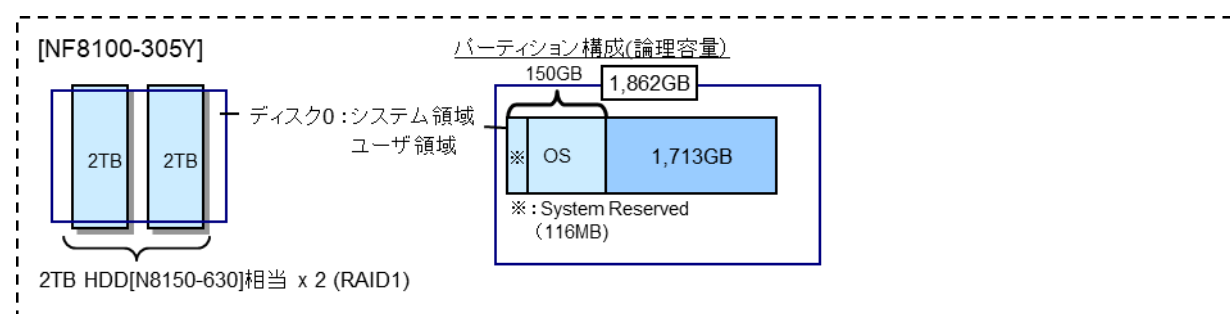 [NF8100-305Y]
パーティション構成(論理容量)
150GB
1,862GB
ディスク0：システム領域
ユーザ領域
2TB
2TB
※
OS
1,713GB
※：System Reserved
（116MB）
2TB HDD[N8150-630]相当 x 2 (RAID1)